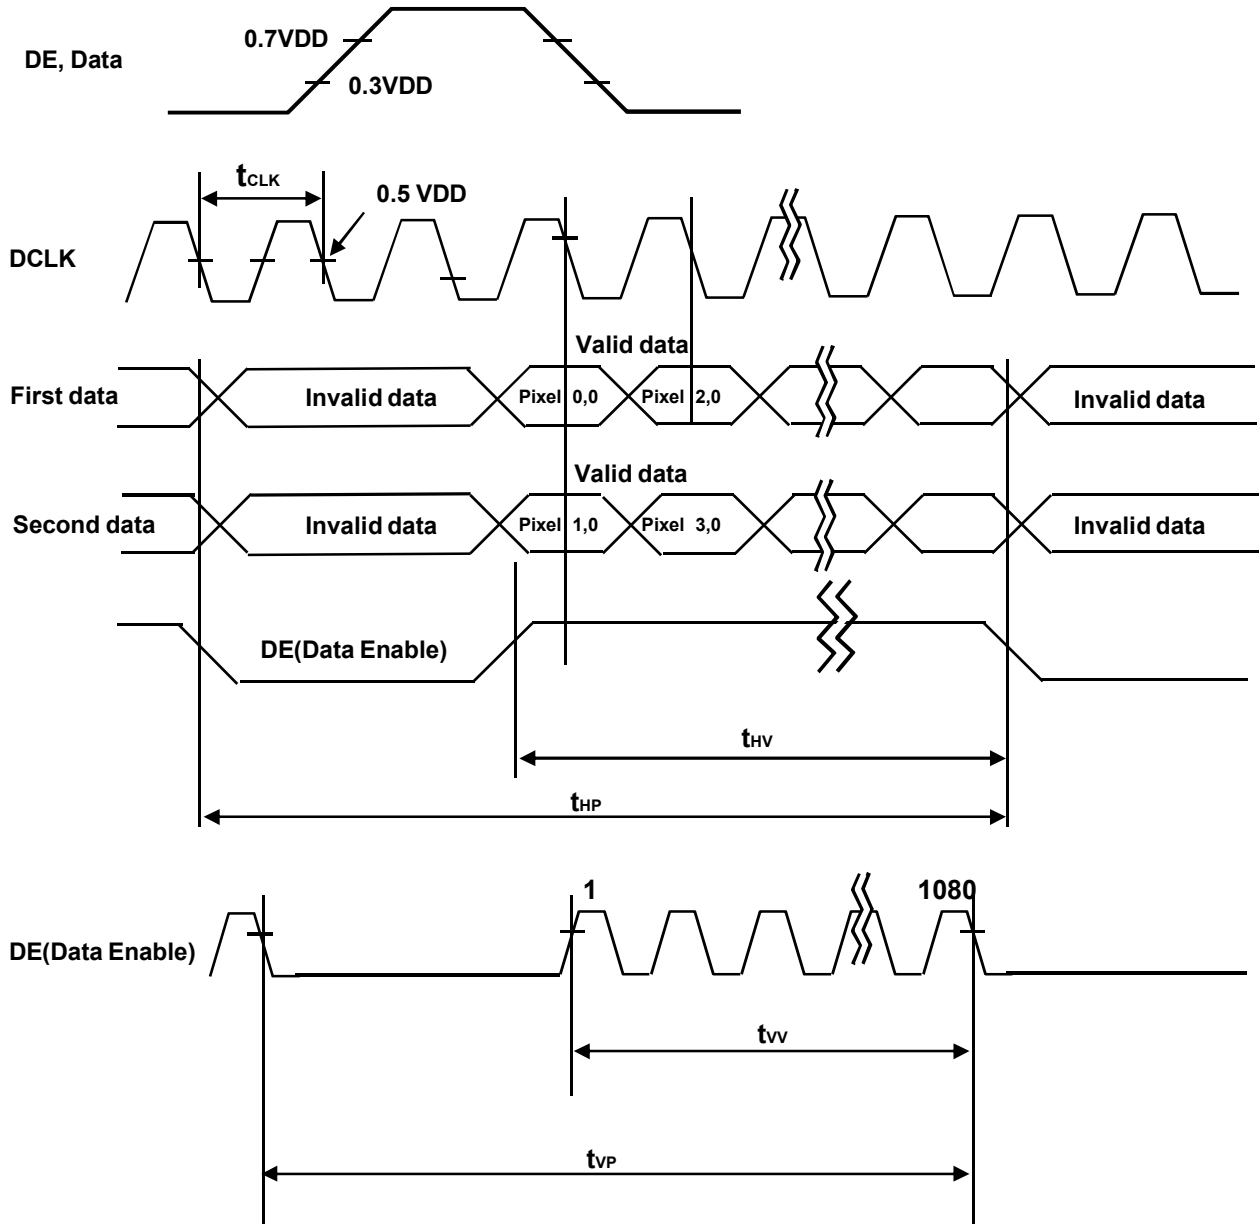 0.7VDD
DE, Data
0.3VDD
tCLK
0.5 VDD
DCLK
Valid data
First data
Invalid data
Pixel 0,0
Pixel 2,0
Invalid data
Valid data
Second data
Invalid data
Pixel 1,0
Pixel 3,0
Invalid data
DE(Data Enable)
tHV
tHP
1
1080
DE(Data Enable)
tVV
tVP